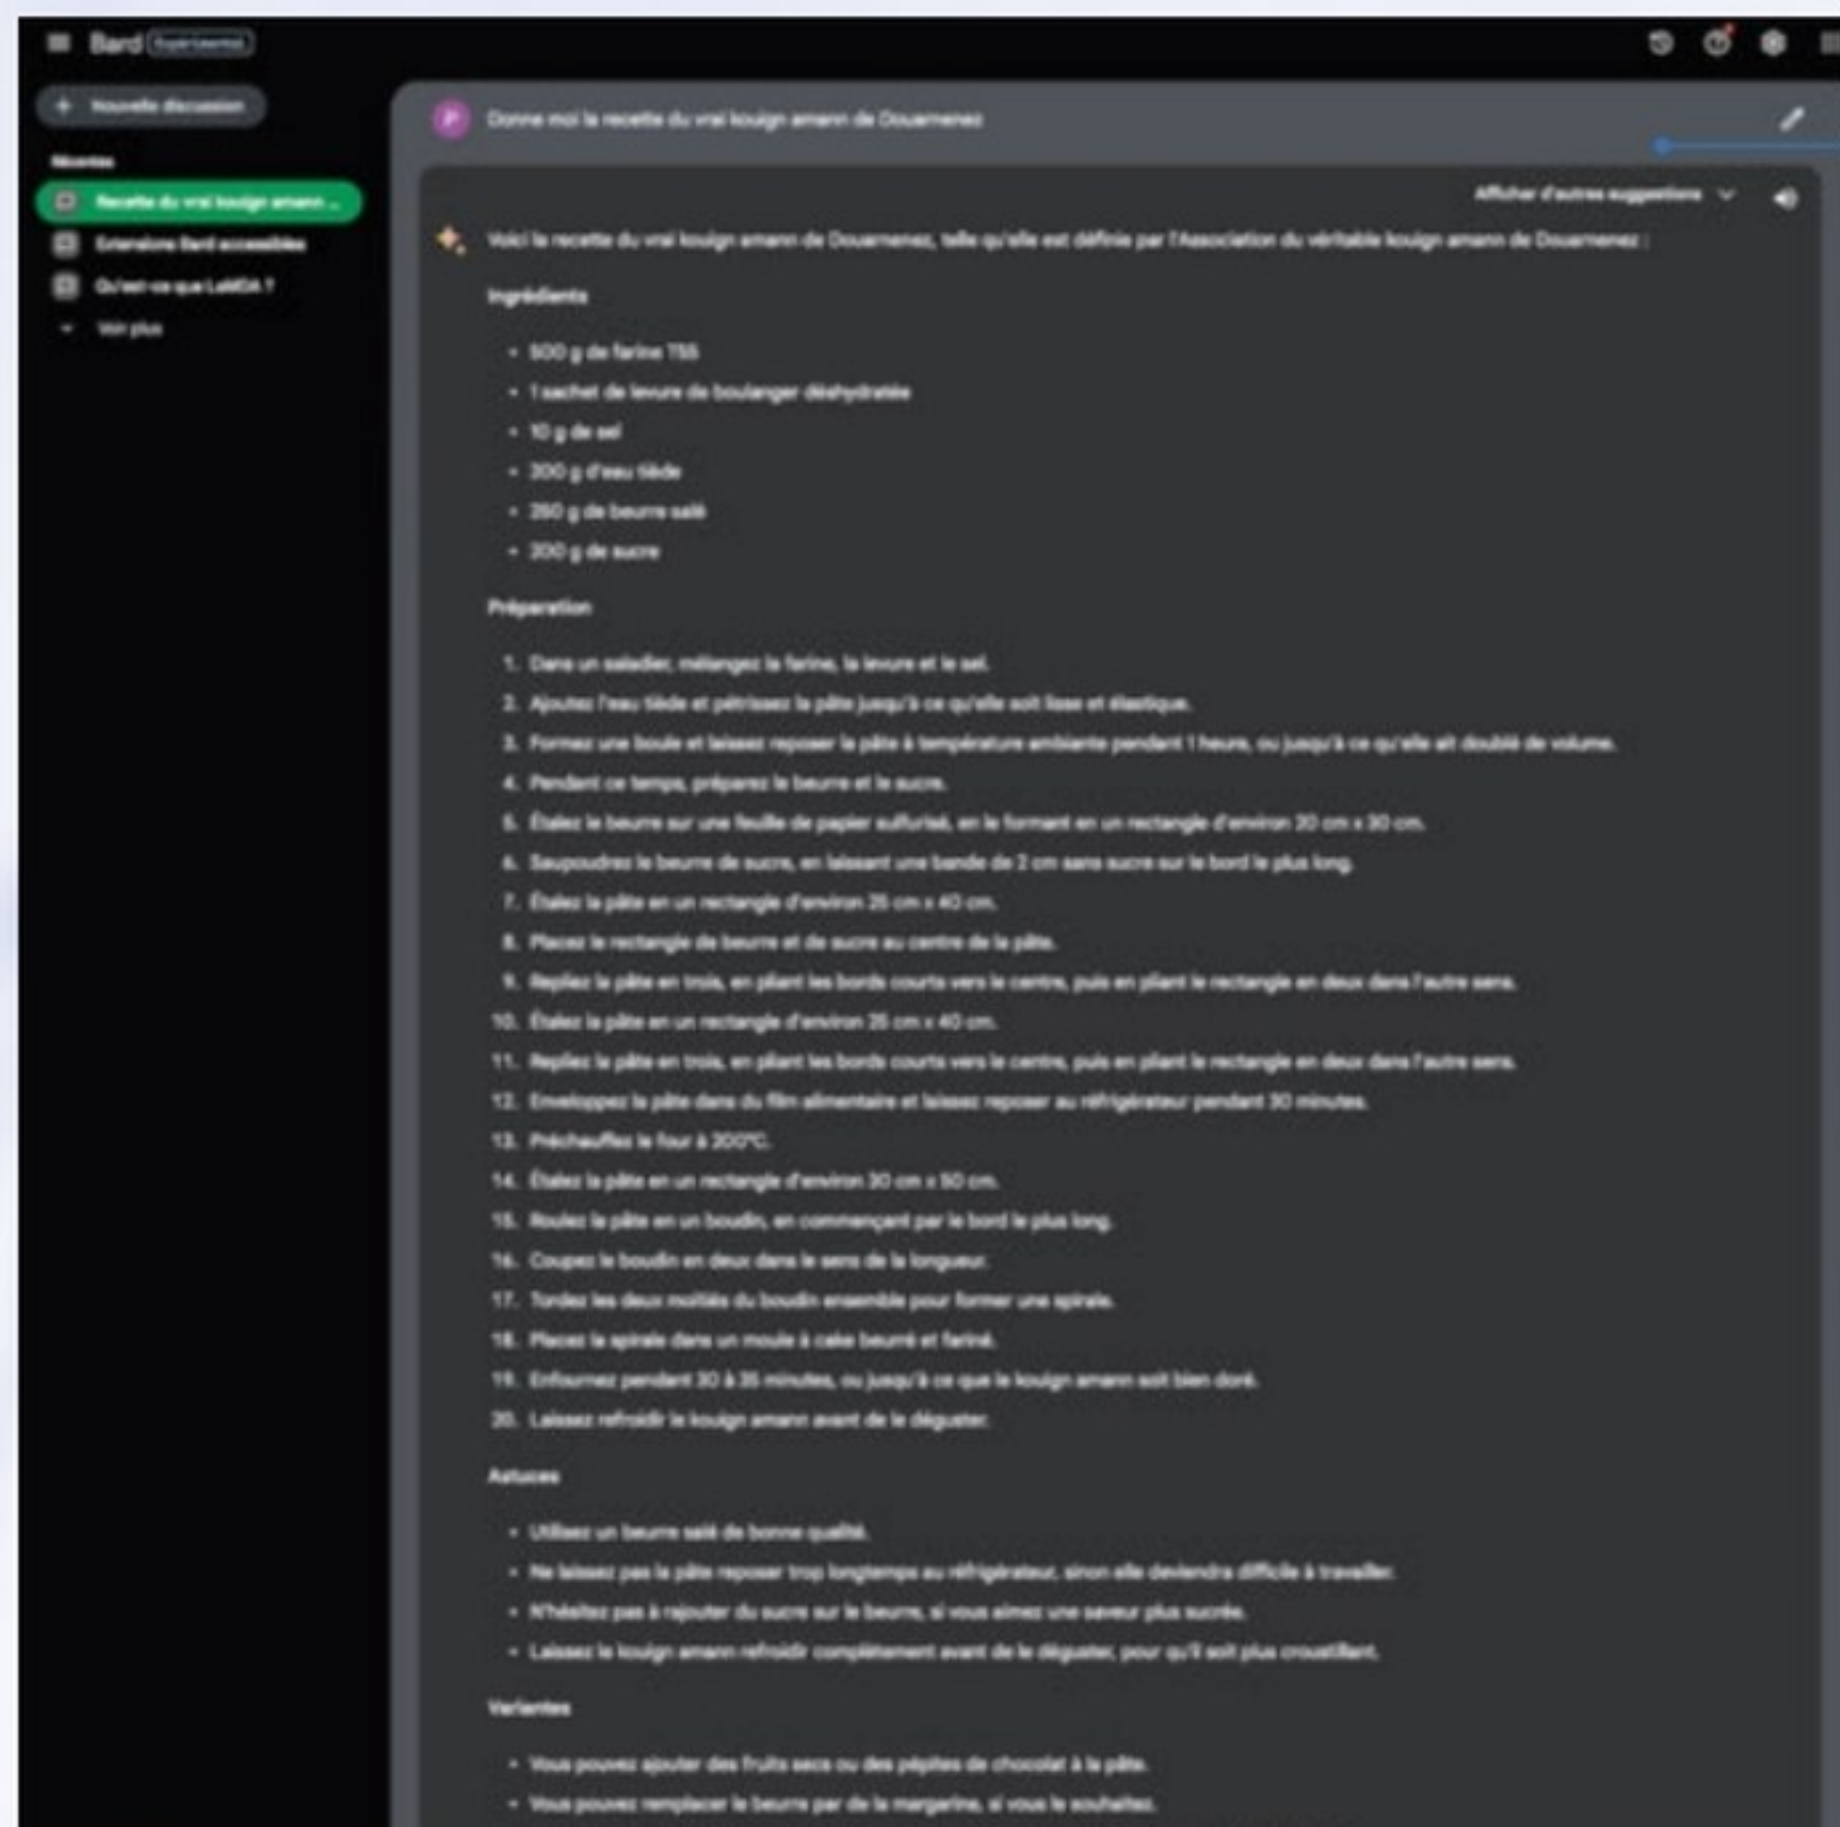 Bard Expérimental
Nouvelle discussion
Récentes
Recette du vrai kouign amann ...
Extensions Bard accessibles
Qu'est-ce que LaMDA ?
Voir plus
P Donne moi la recette du vrai kouign amann de Douarnenez
Afficher d'autres suggestions
Voici la recette du vrai kouign amann de Douarnenez, telle qu'elle est définie par l'Association du véritable kouign amann de Douarnenez :
Ingrédients
• 500 g de farine T55
• 1 sachet de levure de boulanger déshydratée
• 10 g de sel
• g d'eau tiède
• 250 g de beurre salé
• 200 g de sucre
Préparation
1. Dans un saladier, mélangez la farine, la levure et le sel.
2. Ajoutez l'eau tiède et pétrissez la pâte jusqu'à ce qu'elle soit lisse et élastique.
3. Formez une boule et laissez reposer la pâte à température ambiante pendant 1 heure, ou jusqu'à ce qu'elle ait doublé de volume.
4. Pendant ce temps, préparez le beurre et le sucre.
5. Étalez le beurre sur une feuille de papier sulfurisé, en le formant en un rectangle d'environ 20 cm x 30 cm.
6. Saupoudrez le beurre de sucre, en laissant une bande de 2 cm sans sucre sur le bord le plus long.
7. Étalez la pâte en un rectangle d'environ 25 cm x 40 cm.
8. Placez le rectangle de beurre et de sucre au centre de la pâte.
9. Repliez la pâte en trois, en pliant les bords courts vers le centre, puis en pliant le rectangle en deux dans l'autre sens.
10. Étalez la pâte en un rectangle d'environ 25 cm x 40 cm.
11. Repliez la pâte en trois, en pliant les bords courts vers le centre, puis en pliant le rectangle en deux dans l'autre sens.
12. Enveloppez la pâte dans du film alimentaire et laissez reposer au réfrigérateur pendant 30 minutes.
13. Préchauffez le four à 200°C.
14. Étalez la pâte en un rectangle d'environ 30 cm x 50 cm.
15. Roulez la pâte en un boudin, en commençant par le bord le plus long.
16. Coupez le boudin en deux dans le sens de la longueur.
17. Tordez les deux moitiés du boudin ensemble pour former une spirale.
18. Placez la spirale dans un moule à cake beurré et fariné.
19. Enfournez pendant 30 à 35 minutes, ou jusqu'à ce que le kouign amann soit bien doré.
20. Laissez refroidir le kouign amann avant de le déguster.
Astuces
• Utilisez un beurre salé de bonne qualité.
• Ne laissez pas la pâte reposer trop longtemps au réfrigérateur, sinon elle deviendra difficile à travailler.
• N'hésitez pas à rajouter du sucre sur le beurre, si vous aimez une saveur plus sucrée.
• Laissez le kouign amann refroidir complètement avant de le déguster, pour qu'il soit plus croustillant.
Variantes
• Vous pouvez ajouter des fruits secs ou des pépites de chocolat à la pâte.
• Vous pouvez remplacer le beurre par de la margarine, si vous le souhaitez.